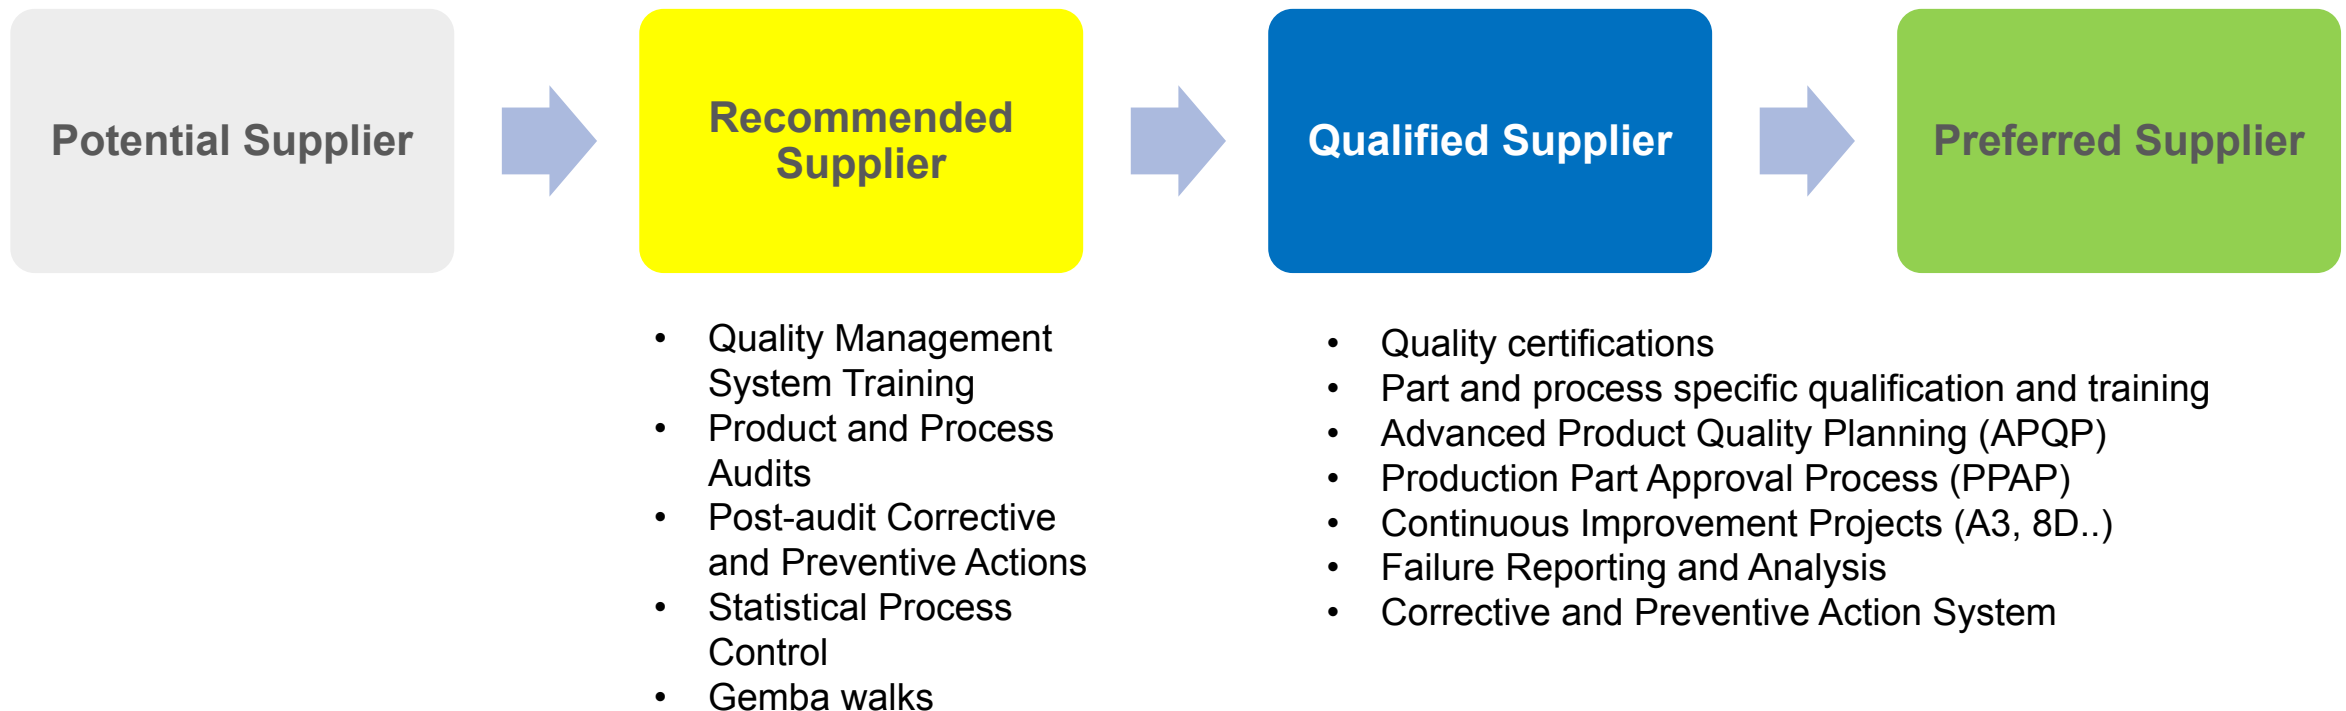 Potential Supplier
Recommended
Supplier
Qualified Supplier
Preferred Supplier
• Quality Management
System Training
• Product and Process
Audits
• Post-audit Corrective
and Preventive Actions
• Statistical Process
Control
• Gemba walks
• Quality certifications
• Part and process specific qualification and training
• Advanced Product Quality Planning (APQP)
• Production Part Approval Process (PPAP)
• Continuous Improvement Projects (A3, 8D..)
• Failure Reporting and Analysis
• Corrective and Preventive Action System